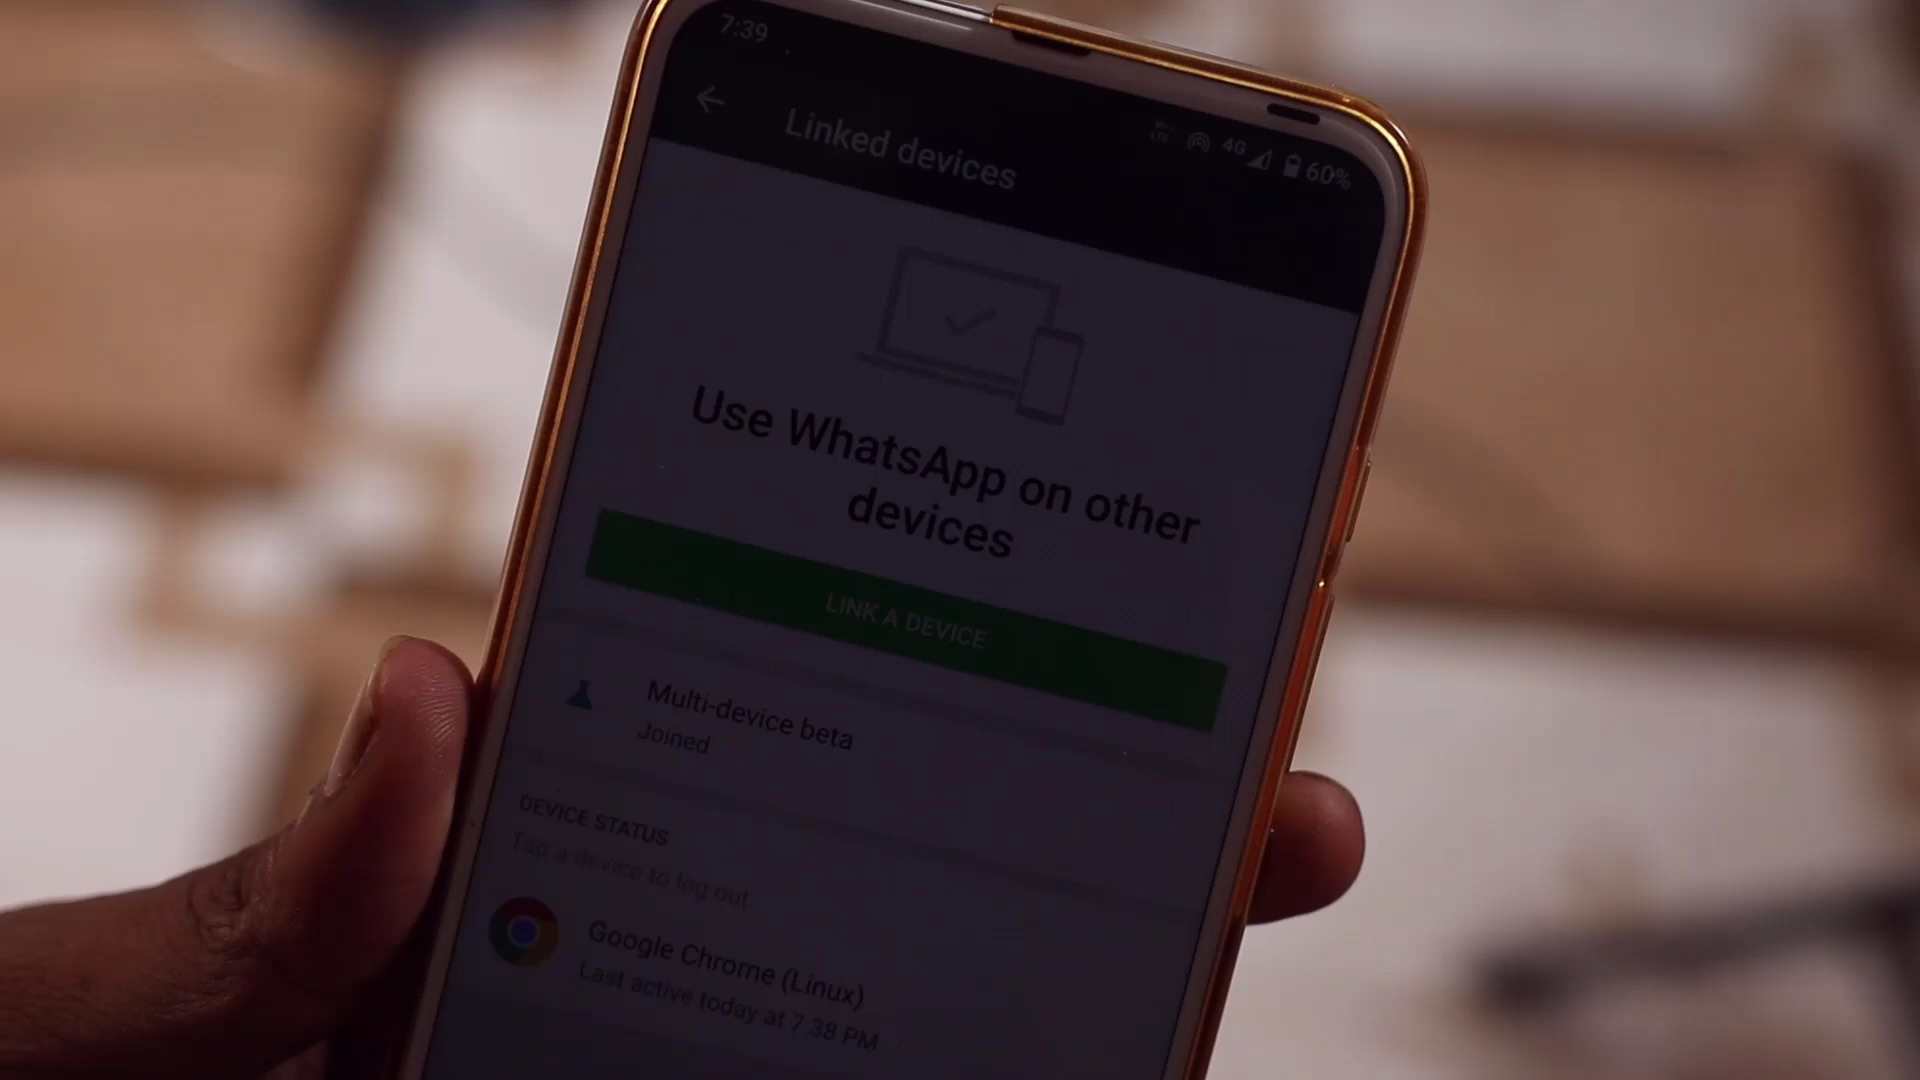 7:39
4G 60%
Linked devices
Use WhatsApp on other
devices
LINK A DEVICE
Multi-device beta
Joined
DEVICE STATUS
Tap a device to log out
Google Chrome (Linux)
Last active today at 7:38 PM